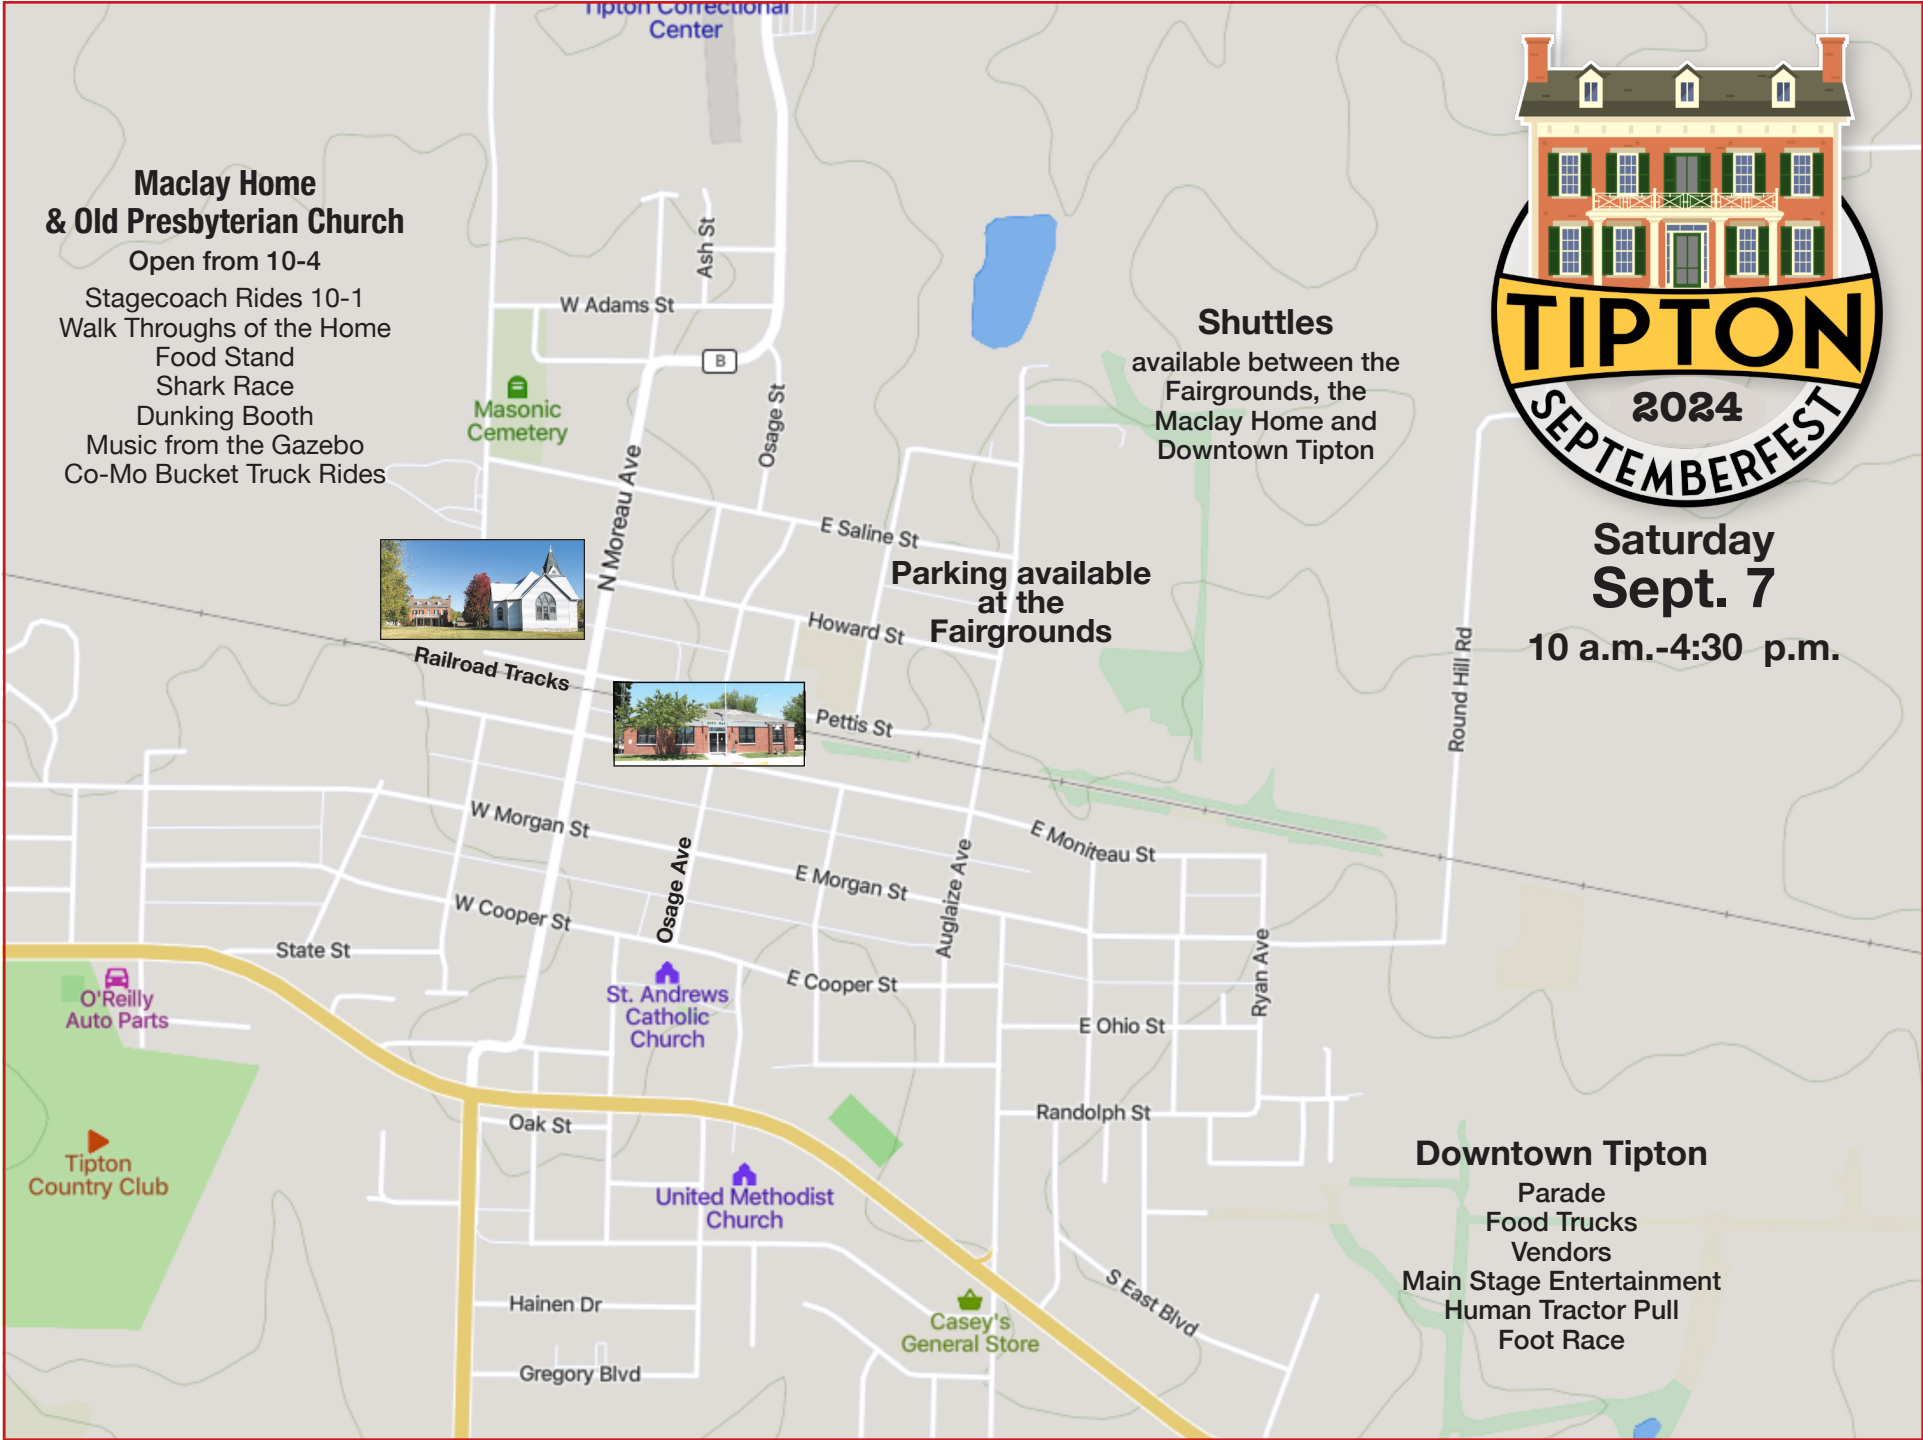 Tipton Correctional
Center
Maclay Home
& Old Presbyterian Church
Open from 10-4
Stagecoach Rides 10-1
Walk Throughs of the Home
Food Stand
Shark Race
Dunking Booth
Music from the Gazebo
Co-Mo Bucket Truck Rides
Ash St
W Adams St
B
Masonic
Cemetery
Osage St
N Moreau Ave
Shuttles
available between the
Fairgrounds, the
Maclay Home and
Downtown Tipton
TIPTON
2024
SEPTEMBERFEST
Saturday
Sept. 7
10 a.m.-4:30 p.m.
E Saline St
Parking available
at the
Fairgrounds
Howard St
Railroad Tracks
CITY HALL
Pettis St
Round Hill Rd
W Morgan St
E Moniteau St
Osage Ave
E Morgan St
Auglaize Ave
W Cooper St
State St
Ryan Ave
O'Reilly
Auto Parts
St. Andrews
Catholic
Church
E Cooper St
E Ohio St
Oak St
Randolph St
Tipton
Country Club
United Methodist
Church
Downtown Tipton
Parade
Food Trucks
Vendors
Main Stage Entertainment
Human Tractor Pull
Foot Race
Hainen Dr
Casey's
General Store
S East Blvd
Gregory Blvd